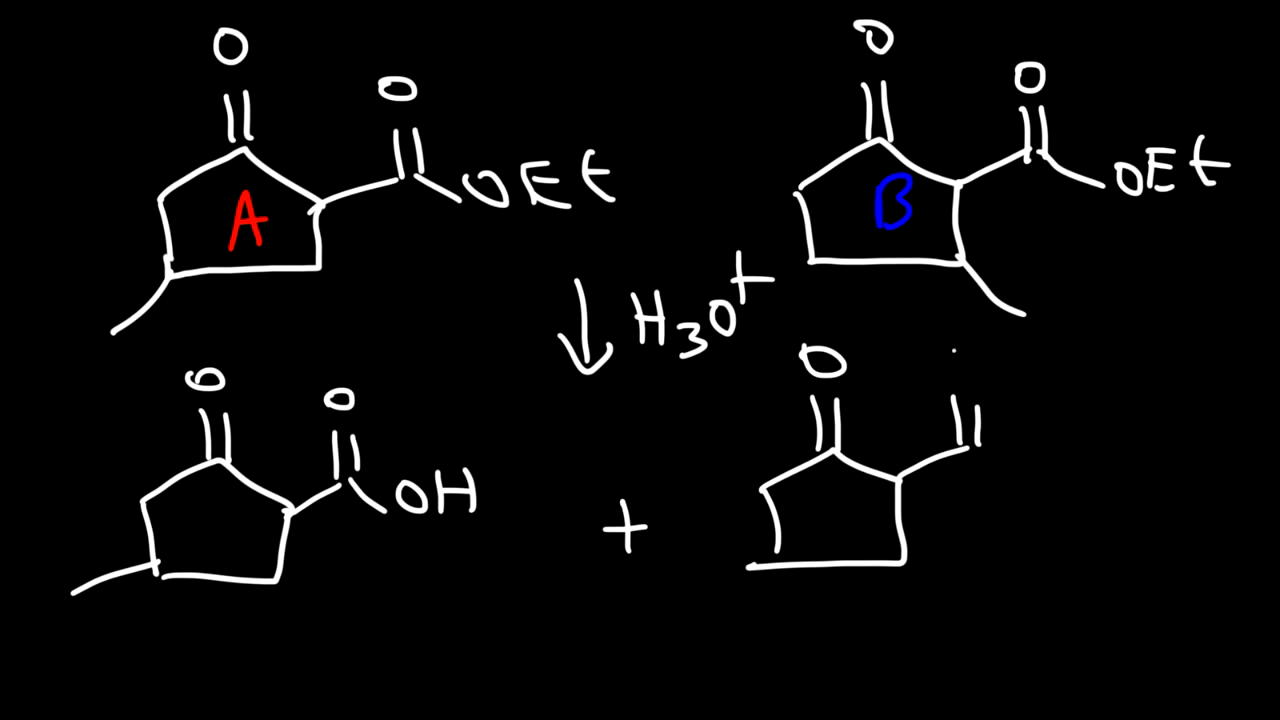 O O
O O
A OEt B OEt
H3O+
O O O
OH +